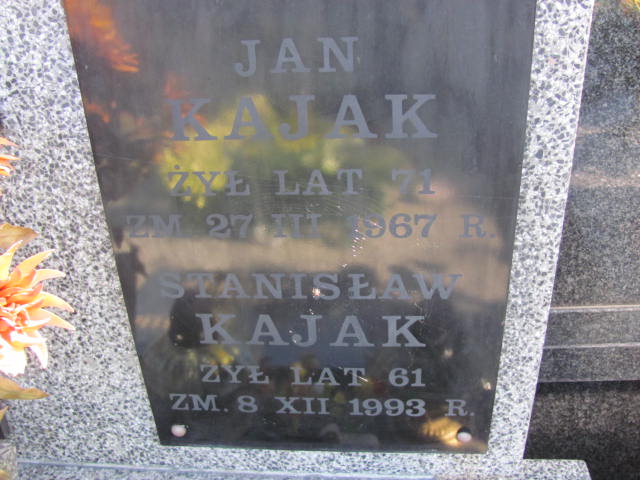 JAN
KAJAK
ŻYŁ LAT 71
ZM. 27 III 1967 R.
STANISŁAW
KAJAK
ŻYŁ LAT 61
ZM. 8 XII 1993 R.